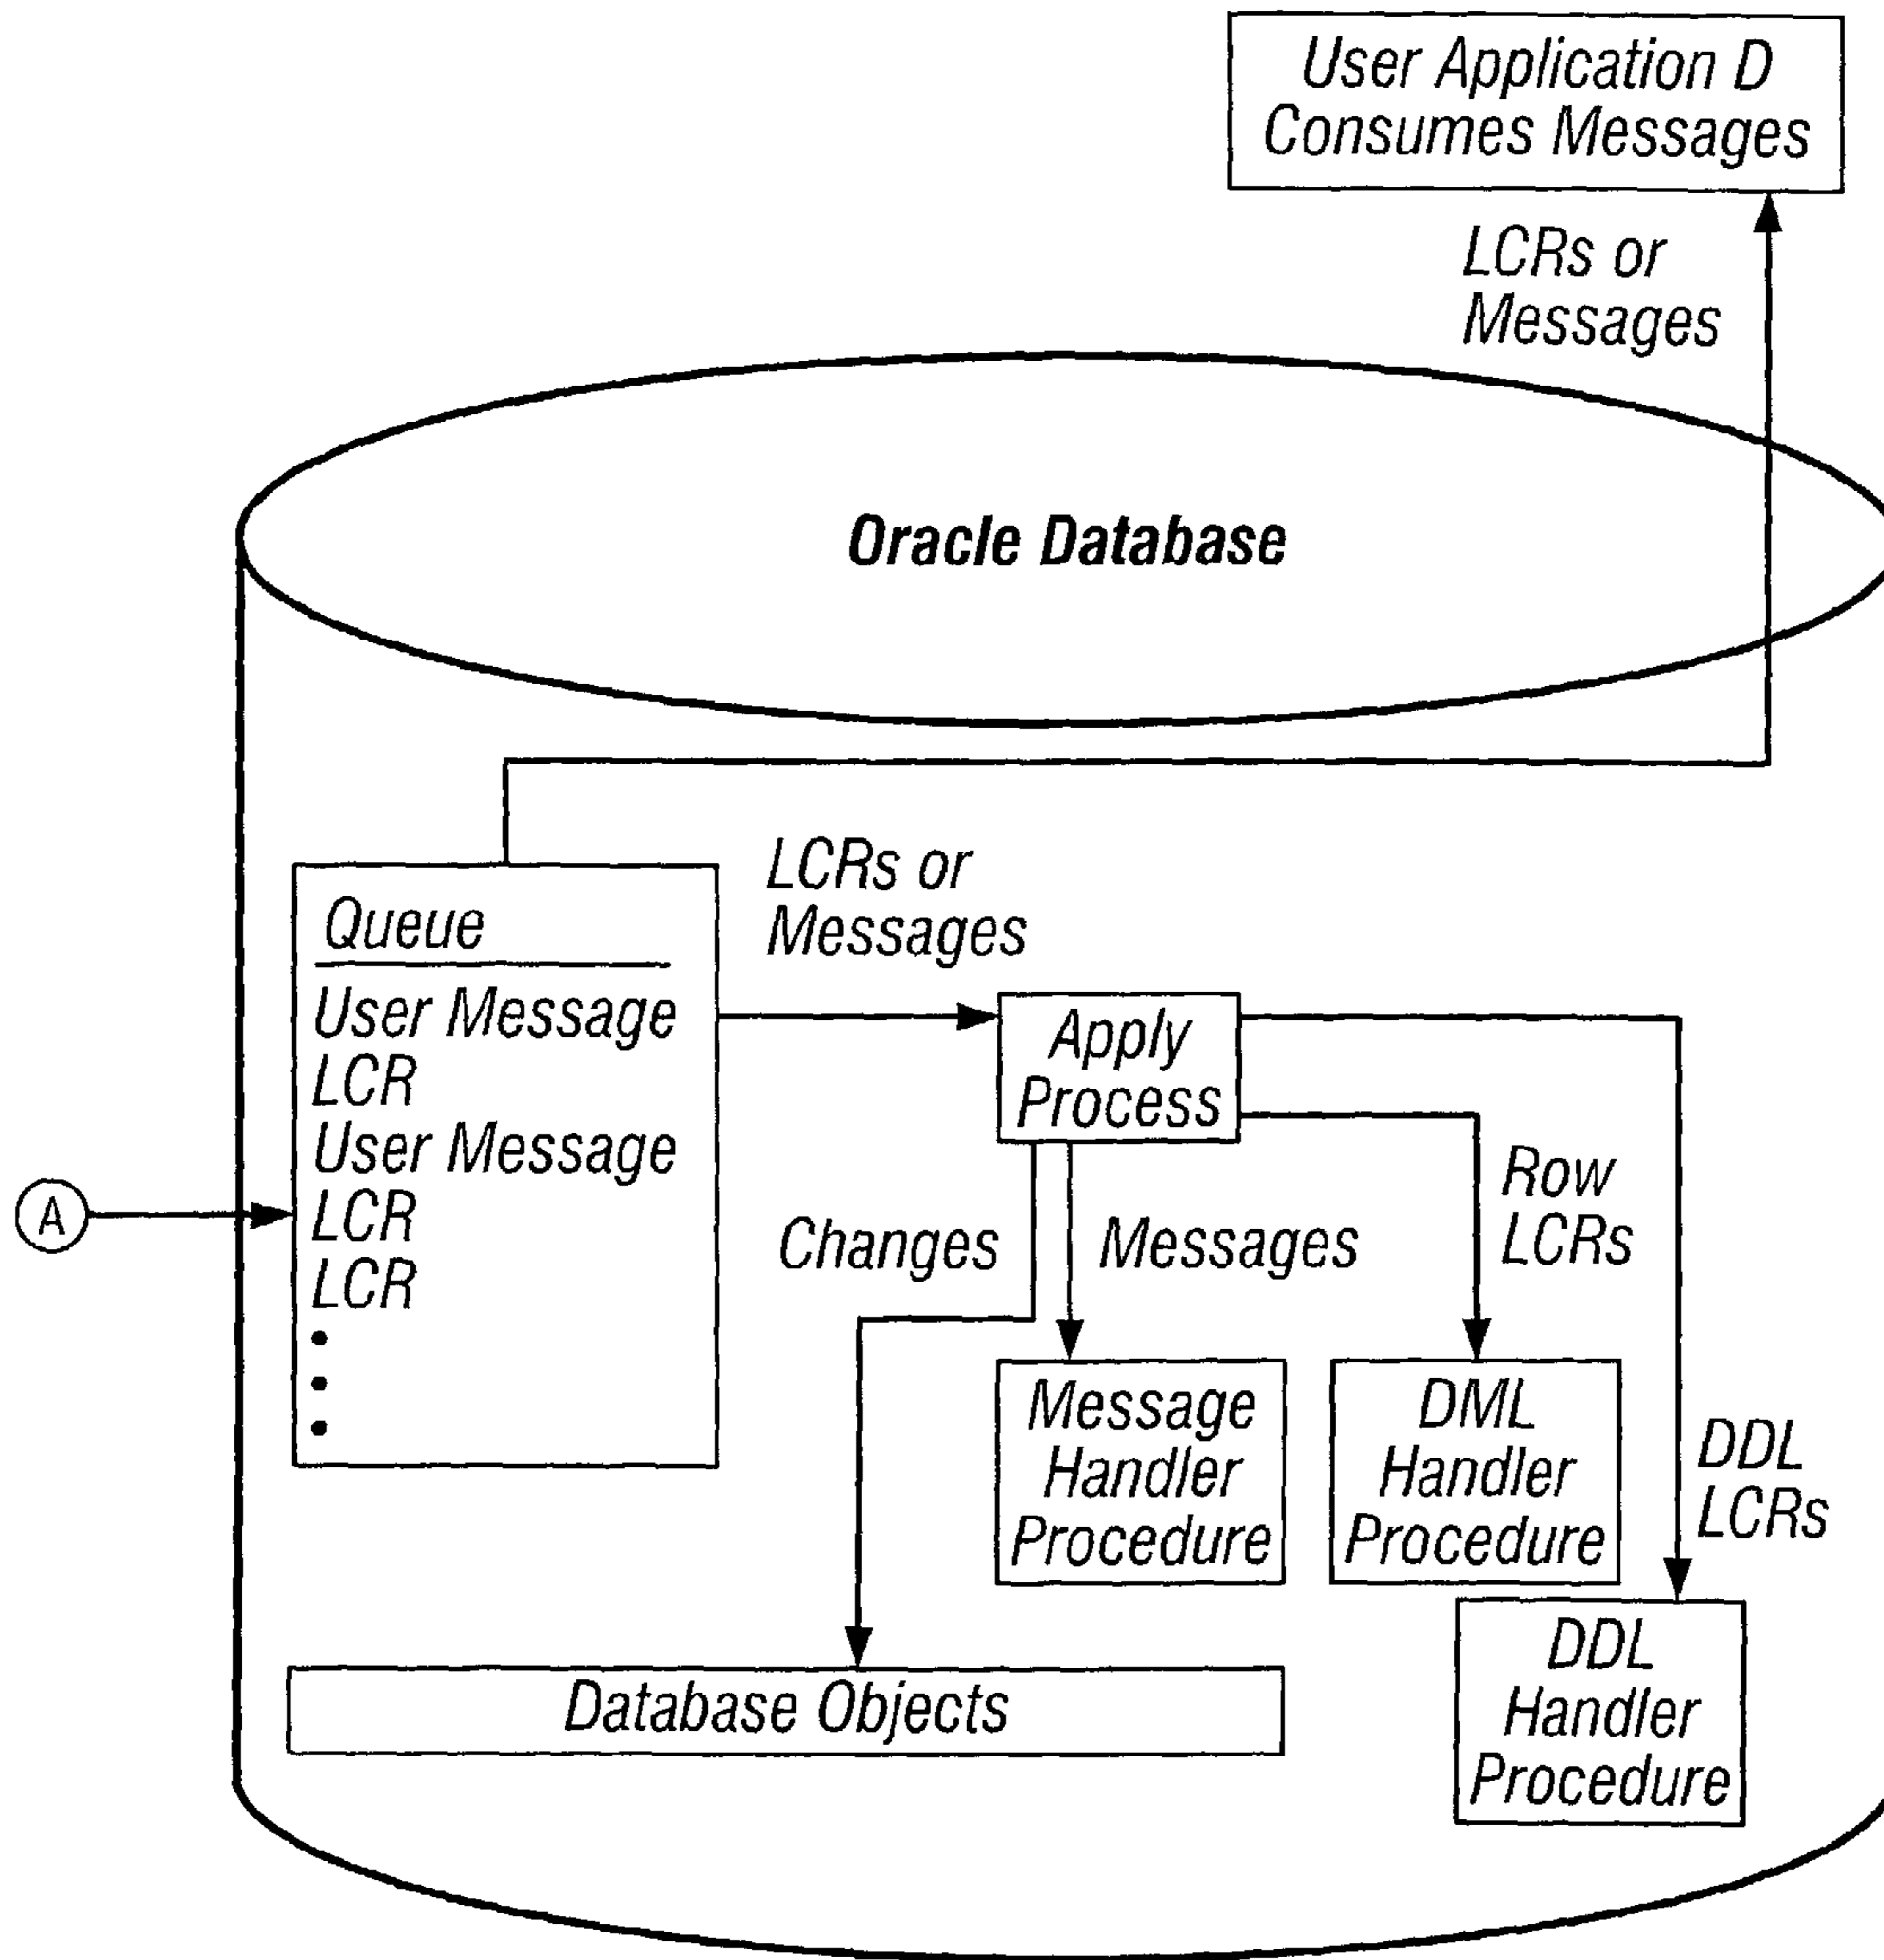 User Application D
Consumes Messages
LCRs or
Messages
Oracle Database
LCRs or
Messages
Queue
User Message
LCR
User Message
LCR
LCR
Apply
Process
A
Changes
Messages
Row
LCRs
Message
Handler
Procedure
DML
Handler
Procedure
DDL
LCRs
Database Objects
DDL
Handler
Procedure